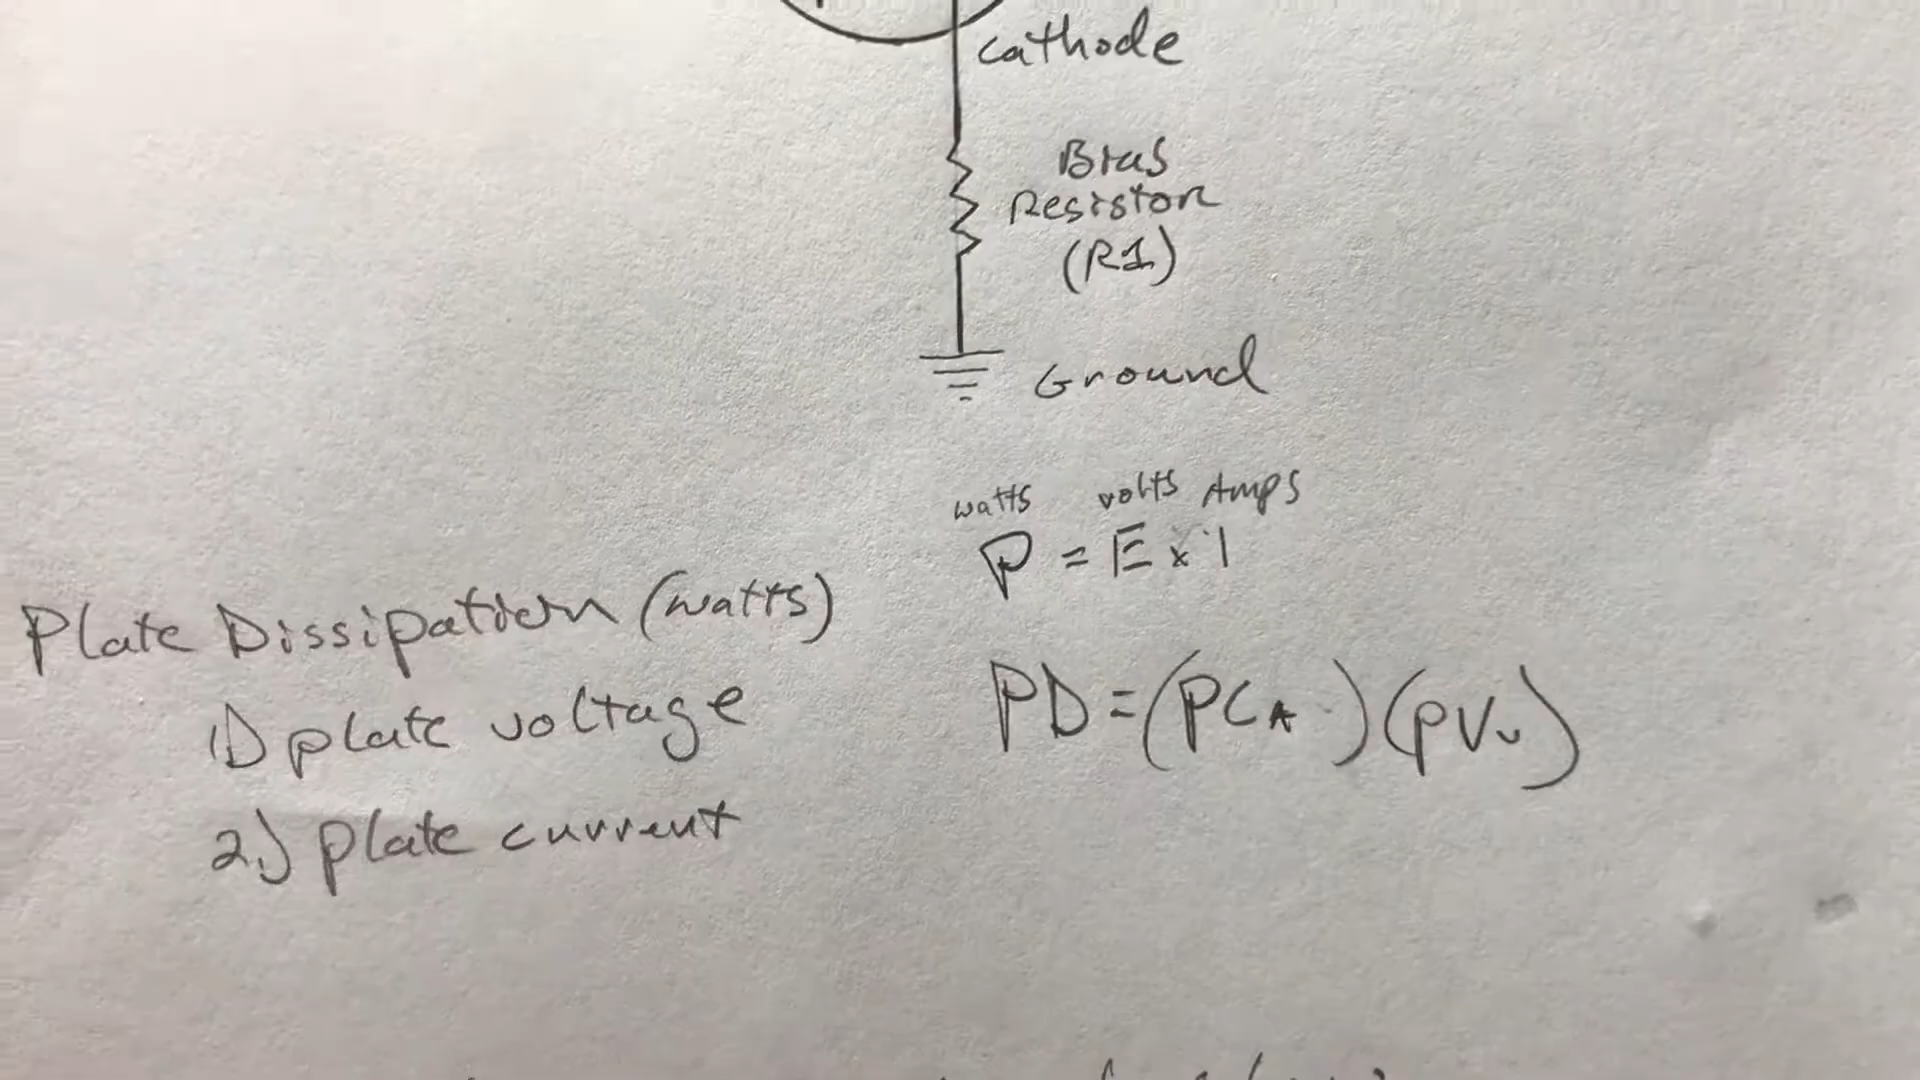 cathode
Bias
Resistor
(R1)
Ground
watts volts Amps
P = E x I
Plate Dissipation (watts)
1) plate voltage
2.) plate current
PD = (PCA ) (PVv)